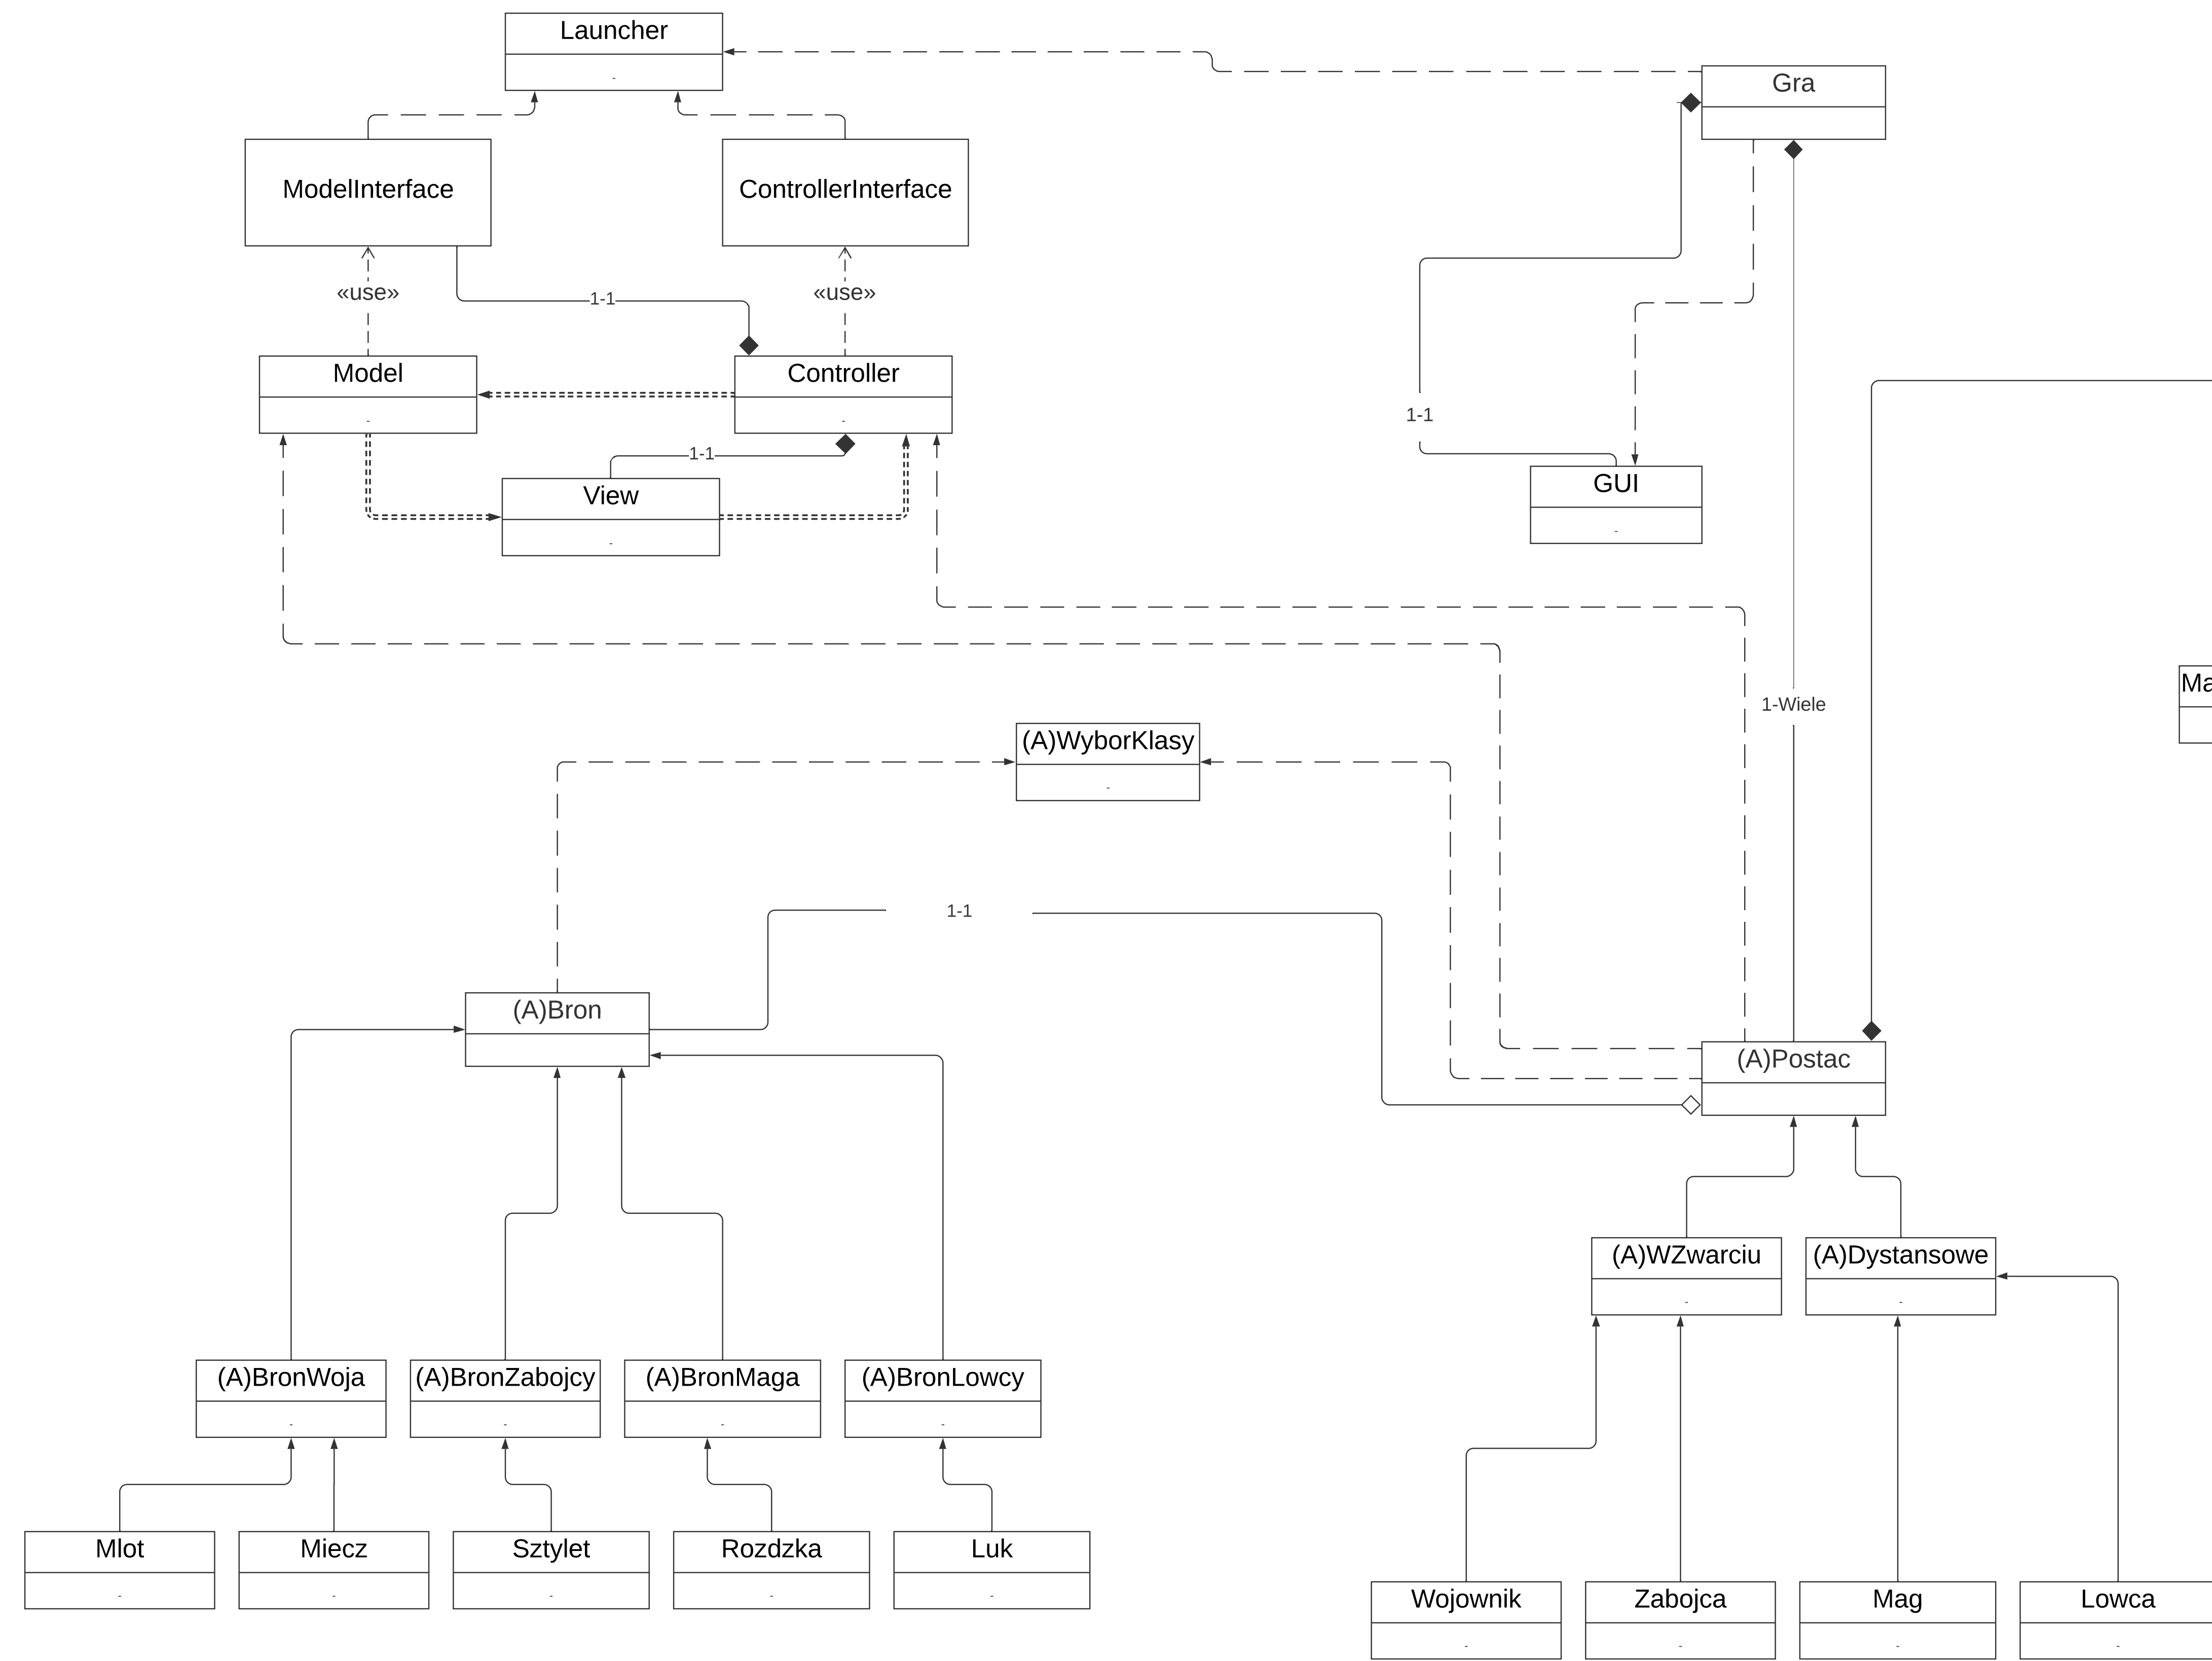 Launcher
-
Gra
ModelInterface
ControllerInterface
«use»
1-1
«use»
Model
-
Controller
-
1-1
1-1
View
-
GUI
-
Ma
1-Wiele
(A)WyborKlasy
-
1-1
(A)Bron
(A)Postac
(A)WZwarciu
-
(A)Dystansowe
-
(A)BronWoja
-
(A)BronZabojcy
-
(A)BronMaga
-
(A)BronLowcy
-
Mlot
-
Miecz
-
Sztylet
-
Rozdzka
-
Luk
-
Wojownik
-
Zabojca
-
Mag
-
Lowca
-